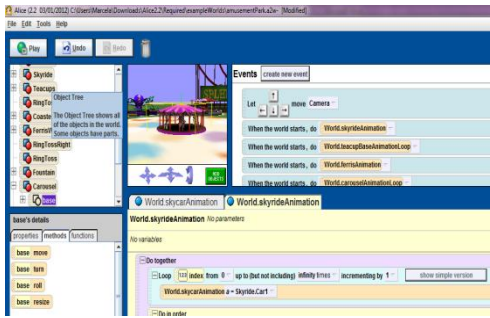 Alice (2.2 03/01/2012) C:\Users\Marcela\Downloads\Alice2.2\Required\exampleWorlds\amusementPark.a2w- [Modified]
File Edit Tools Help
Play
Undo
Redo
Skyride
Teacups
RingTo
Coaste
FerrisW
RingTossRight
RingToss
Fountain
Carousel
base
Object Tree
The Object Tree shows all
of the objects in the world.
Some objects have parts.
ADD
OBJECTS
Events create new event
Let move Camera
When the world starts, do World.skyrideAnimation
When the world starts, do World.teacupBaseAnimationLoop
When the world starts, do World.ferrisAnimation
When the world starts, do World.carouselAnimationLoop
base's details
properties methods functions
base move
base turn
base roll
base resize
World.skycarAnimation World.skyrideAnimation
World.skyrideAnimation No parameters
No variables
Do together
Loop 123 index from 0 up to (but not including) infinity times incrementing by 1 show simple version
World.skycarAnimation a = Skyride.Car1
Do in order